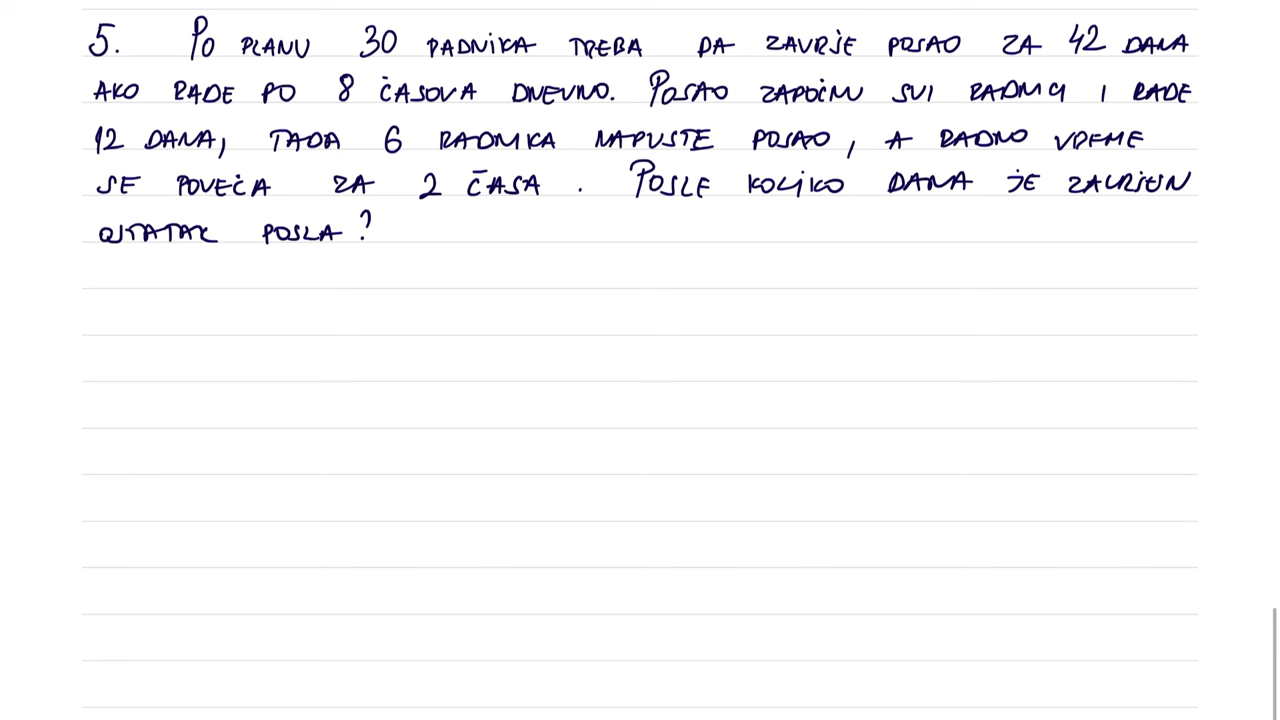 5. PO PLANU 30 RADNIKA TREBA DA ZAVRŠE POSAO ZA 42 DANA
AKO RADE PO 8 ČASOVA DNEVNO. POSAO ZAPOČNU SVI RADNICI I RADE
12 DANA, TADA 6 RADNIKA NAPUSTE POSAO, A RADNO VREME
SE POVEĆA ZA 2 ČASA. POSLE KOLIKO DANA JE ZAVRŠEN
OSTATAK POSLA?